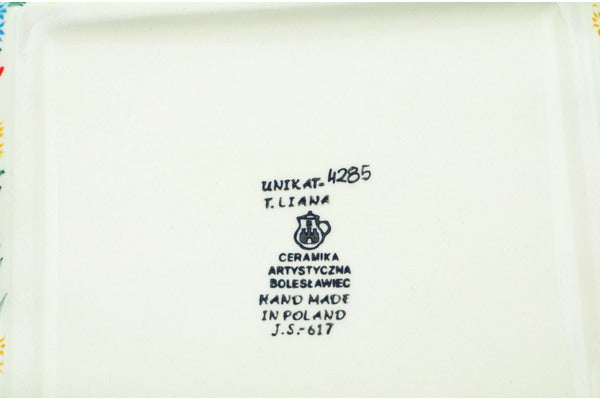 UNIKAT-4285
T. LIANA
CERAMIKA
ARTYSTYCZNA
BOLESŁAWIEC
HAND MADE
IN POLAND
J.S.-617